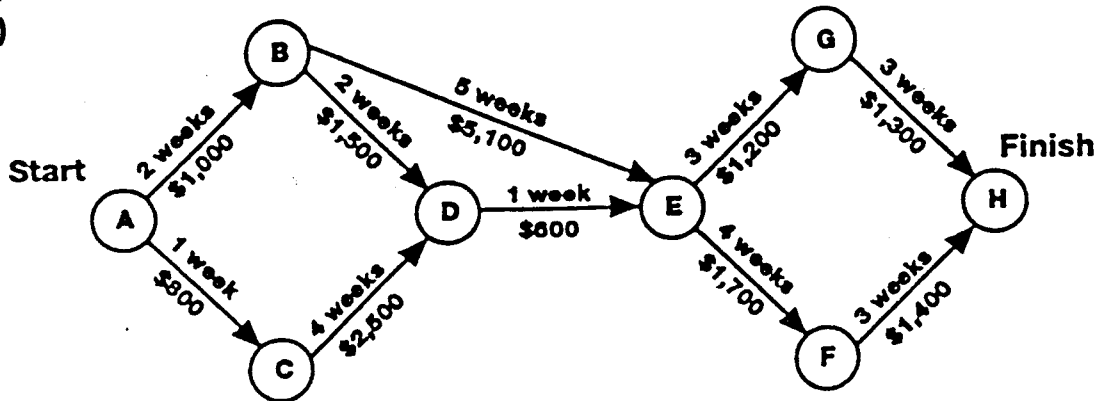 )
B
G
2 weeks
$1,000
2 weeks
$1,500
5 weeks
$5,100
3 weeks
$1,200
3 weeks
$1,300
Start
Finish
A
D
1 week
$600
E
H
1 week
$800
4 weeks
$2,500
4 weeks
$1,700
3 weeks
$1,400
C
F